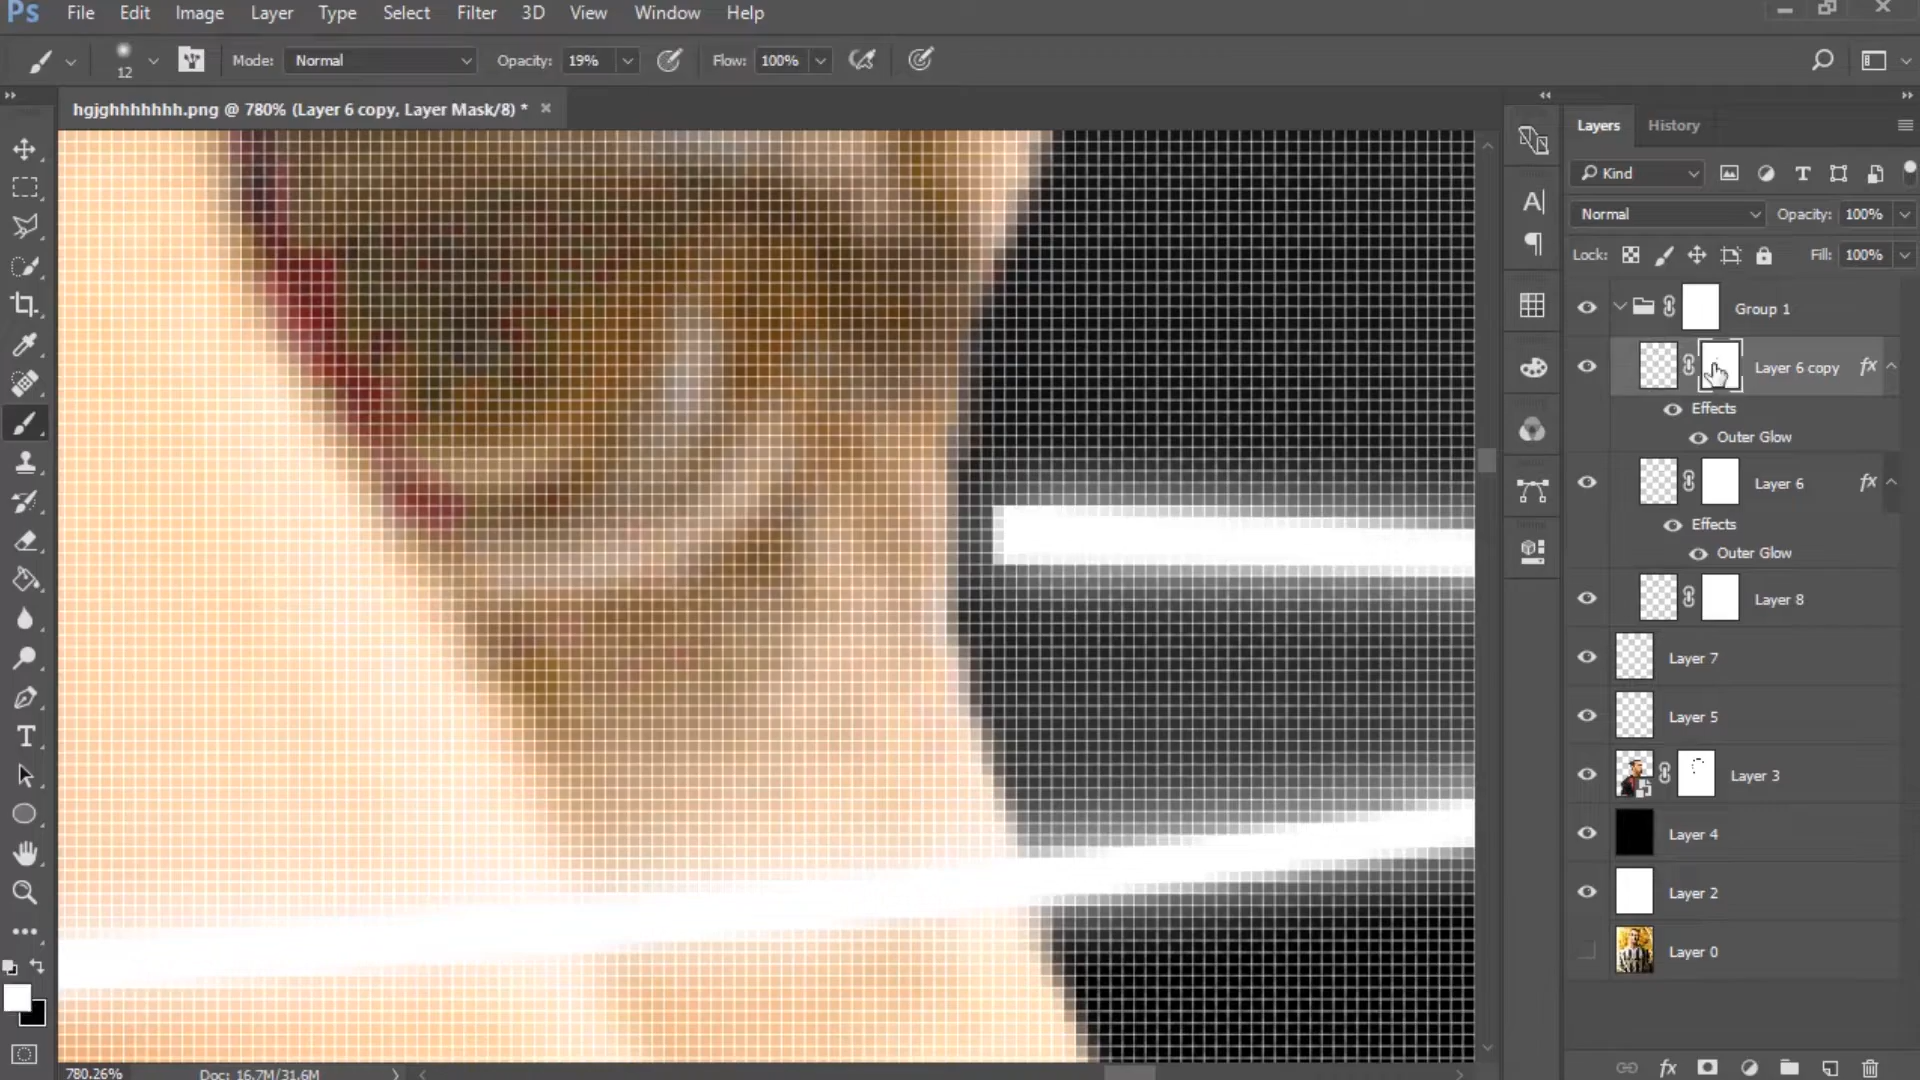 Ps File Edit Image Layer Type Select Filter 3D View Window Help
12 Mode: Normal Opacity: 19% Flow: 100%
hgjghhhhhhh.png @ 780% (Layer 6 copy, Layer Mask/8) *
Layers History
Kind
Normal Opacity: 100%
Lock: Fill: 100%
Group 1
Layer 6 copy fx
Effects
Outer Glow
Layer 6 fx
Effects
Outer Glow
Layer 8
Layer 7
Layer 5
Layer 3
Layer 4
Layer 2
Layer 0
780.26% Doc: 16.7M/31.6M